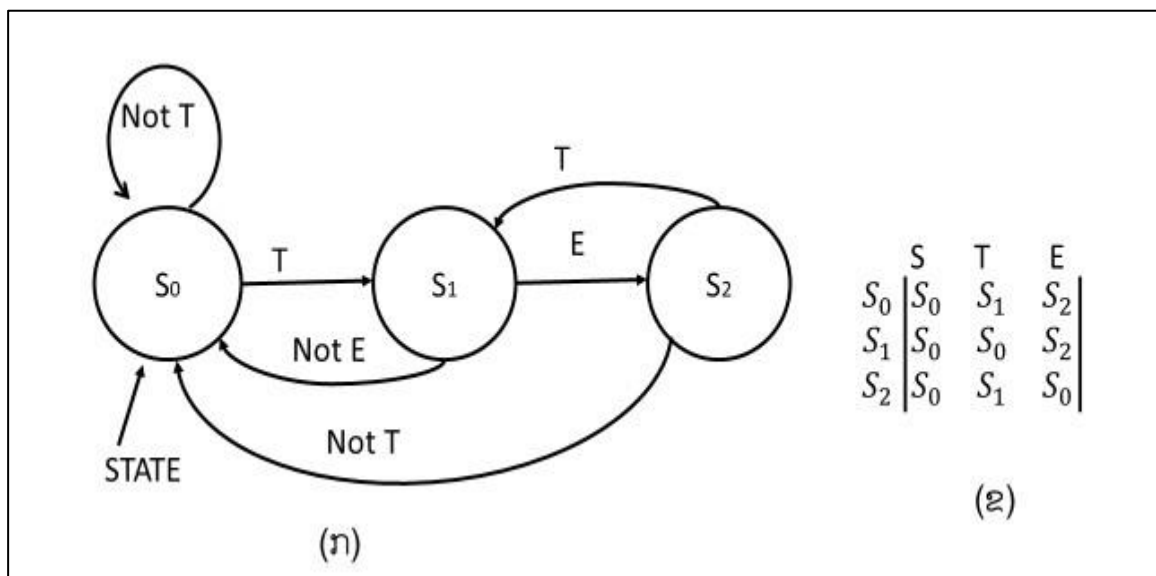 Not T
T
T
E
S₀
S₁
S₂
Not E
Not T
STATE
(ກ)
S T E
S₀ S₀ S₁ S₂
S₁ S₀ S₀ S₂
S₂ S₀ S₁ S₀
(ຂ)